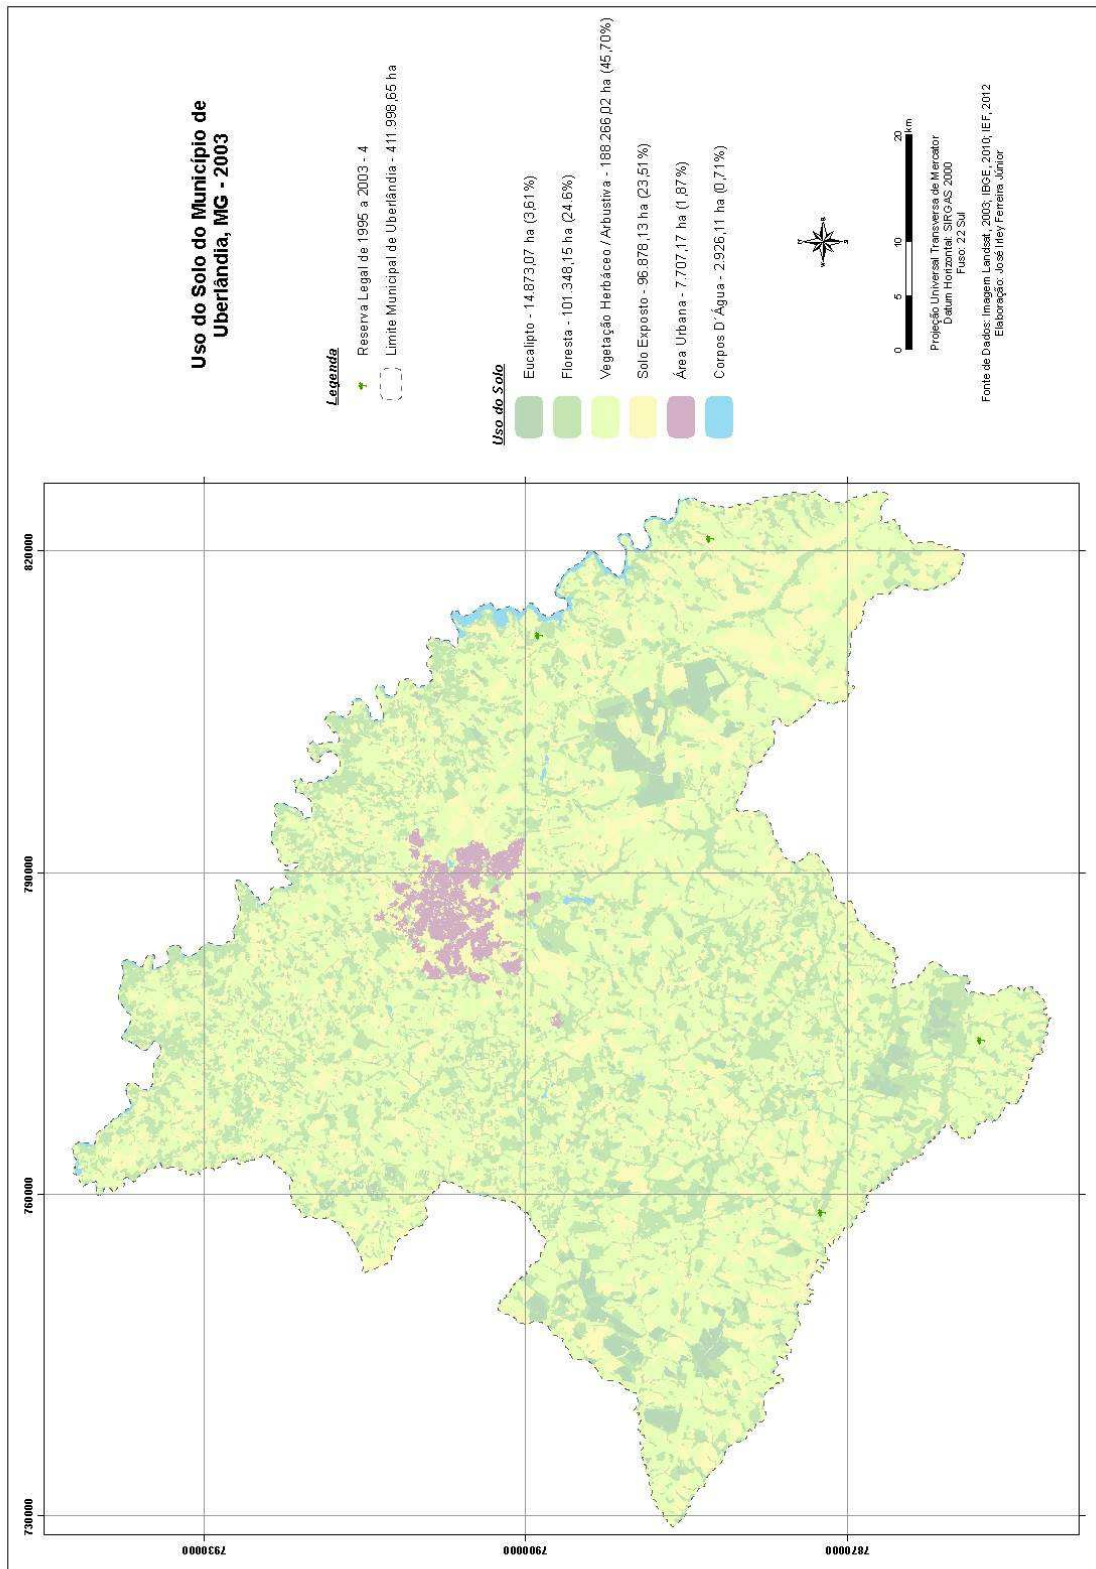 Uso do Solo do Município de
Uberlândia, MG - 2003
Legenda
Reserva Legal de 1995 a 2003 - 4
Limite Municipal de Uberlândia - 411.998,65 ha
Uso do Solo
Eucalipto - 14.873,07 ha (3,61%)
Floresta - 101.348,15 ha (24.6%)
Vegetação Herbáceo / Arbustiva - 188.266,02 ha (45,70%)
Solo Exposto - 96.878,13 ha (23,51%)
Área Urbana - 7.707,17 ha (1,87%)
Corpos D´Água - 2.926,11 ha (0,71%)
N
W
E
S
0 5 10 20
km
Projeção Universal Transversa de Mercator
Datum Horizontal: SIRGAS 2000
Fuso: 22 Sul
Fonte de Dados: Imagem Landsat, 2003; IBGE, 2010; IEF, 2012
Elaboração: José Irley Ferreira Júnior
730000 760000 790000 820000
7930000
7900000
7870000